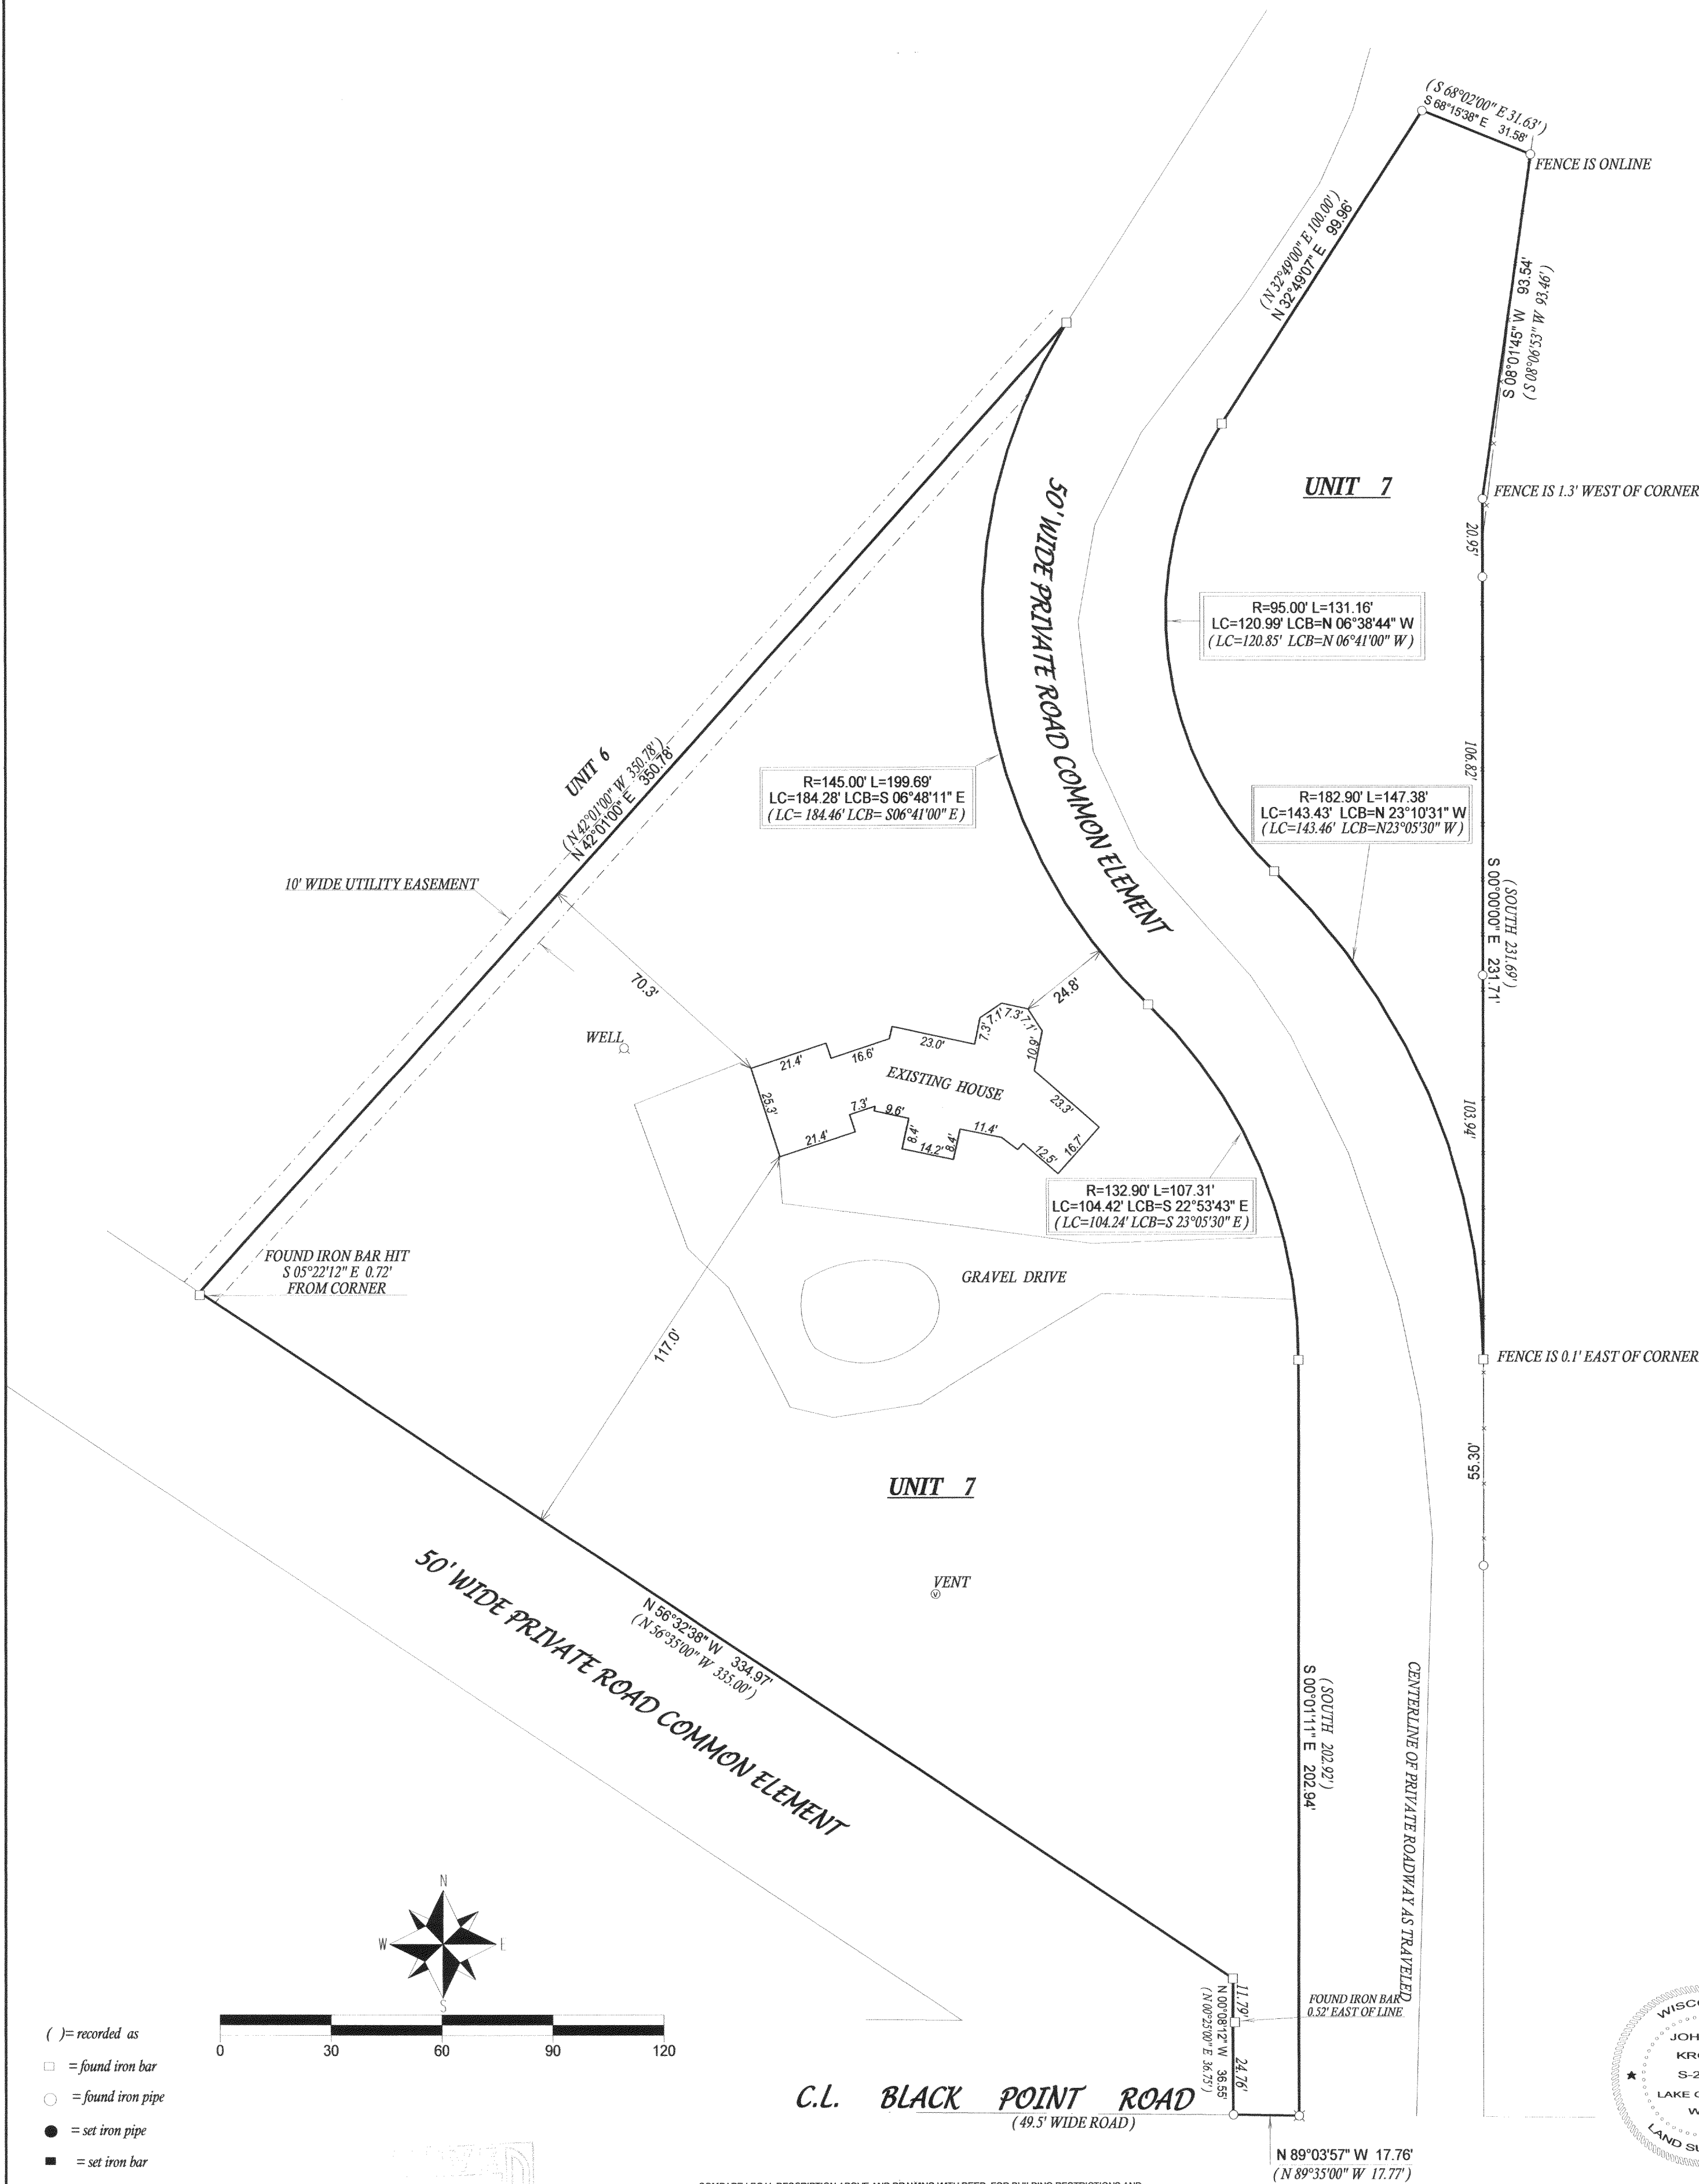 ( S 68°02'00" E 31.63' )
S 68°15'38" E 31.58'
FENCE IS ONLINE
( N 32°49'00" E 100.00' )
N 32°49'07" E 99.96'
S 08°01'45" W 93.54'
( S 08°06'53" W 93.46' )
UNIT 7
FENCE IS 1.3' WEST OF CORNER
20.95'
50' WIDE PRIVATE ROAD COMMON ELEMENT
R=95.00' L=131.16'
LC=120.99' LCB=N 06°38'44" W
( LC=120.85' LCB=N 06°41'00" W )
UNIT 6
( N 42°01'00" W 350.78' )
N 42°01'00" E 350.78'
R=145.00' L=199.69'
LC=184.28' LCB=S 06°48'11" E
( LC= 184.46' LCB= S06°41'00" E )
106.82'
R=182.90' L=147.38'
LC=143.43' LCB=N 23°10'31" W
( LC=143.46' LCB=N23°05'30" W )
10' WIDE UTILITY EASEMENT
( SOUTH 231.69' )
S 00°00'00" E 231.71'
70.3'
24.8'
WELL
21.4'
16.6'
23.0'
7.3'
7.1'
7.3'
7.1'
10.9'
EXISTING HOUSE
25.3'
23.3'
7.3'
9.6'
21.4'
8.4'
14.2'
8.4'
11.4'
12.5'
16.7'
103.94'
R=132.90' L=107.31'
LC=104.42' LCB=S 22°53'43" E
( LC=104.24' LCB=S 23°05'30" E )
FOUND IRON BAR HIT
S 05°22'12" E 0.72'
FROM CORNER
GRAVEL DRIVE
117.0'
FENCE IS 0.1' EAST OF CORNER
55.30'
UNIT 7
VENT
V
50' WIDE PRIVATE ROAD COMMON ELEMENT
N 56°32'38" W 334.97'
( N 56°35'00" W 335.00' )
( SOUTH 202.92' )
S 00°01'11" E 202.94'
CENTERLINE OF PRIVATE ROADWAY AS TRAVELED
N
W E
S
11.79'
N 00°08'12" W 36.55'
( N 00°25'00" E 36.75' )
24.76'
FOUND IRON BAR
0.52' EAST OF LINE
( )= recorded as
= found iron bar
= found iron pipe
= set iron pipe
= set iron bar
0 30 60 90 120
C.L. BLACK POINT ROAD
( 49.5' WIDE ROAD )
N 89°03'57" W 17.76'
( N 89°35'00" W 17.77' )
JOH
KR
S-2
LAKE
W
LAND SU